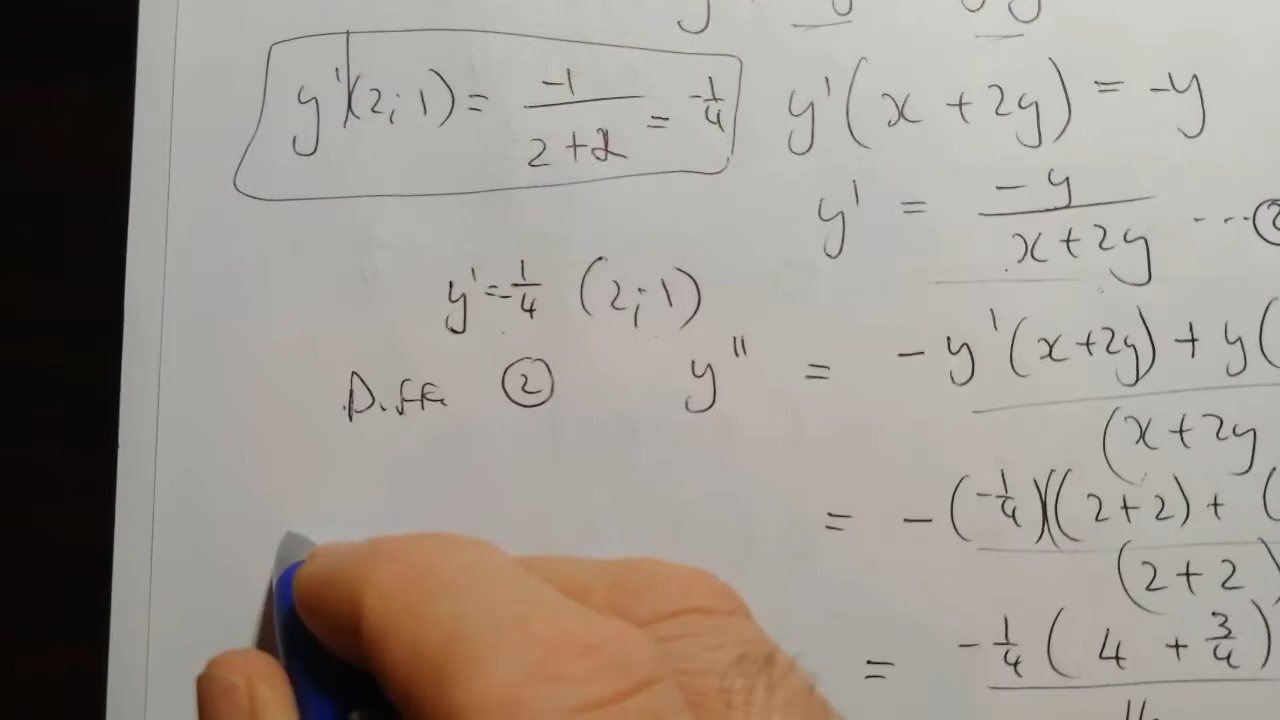 y'|(2;1) = -1/(2+2) = -1/4
y'(x+2y) = -y
y' = -y/(x+2y) ...
y' = -1/4 (2;1)
Diff ② y'' = -y'(x+2y) + y(
(x+2y
= -(-1/4)((2+2) + (
(2+2)
= -1/4(4 + 3/4)